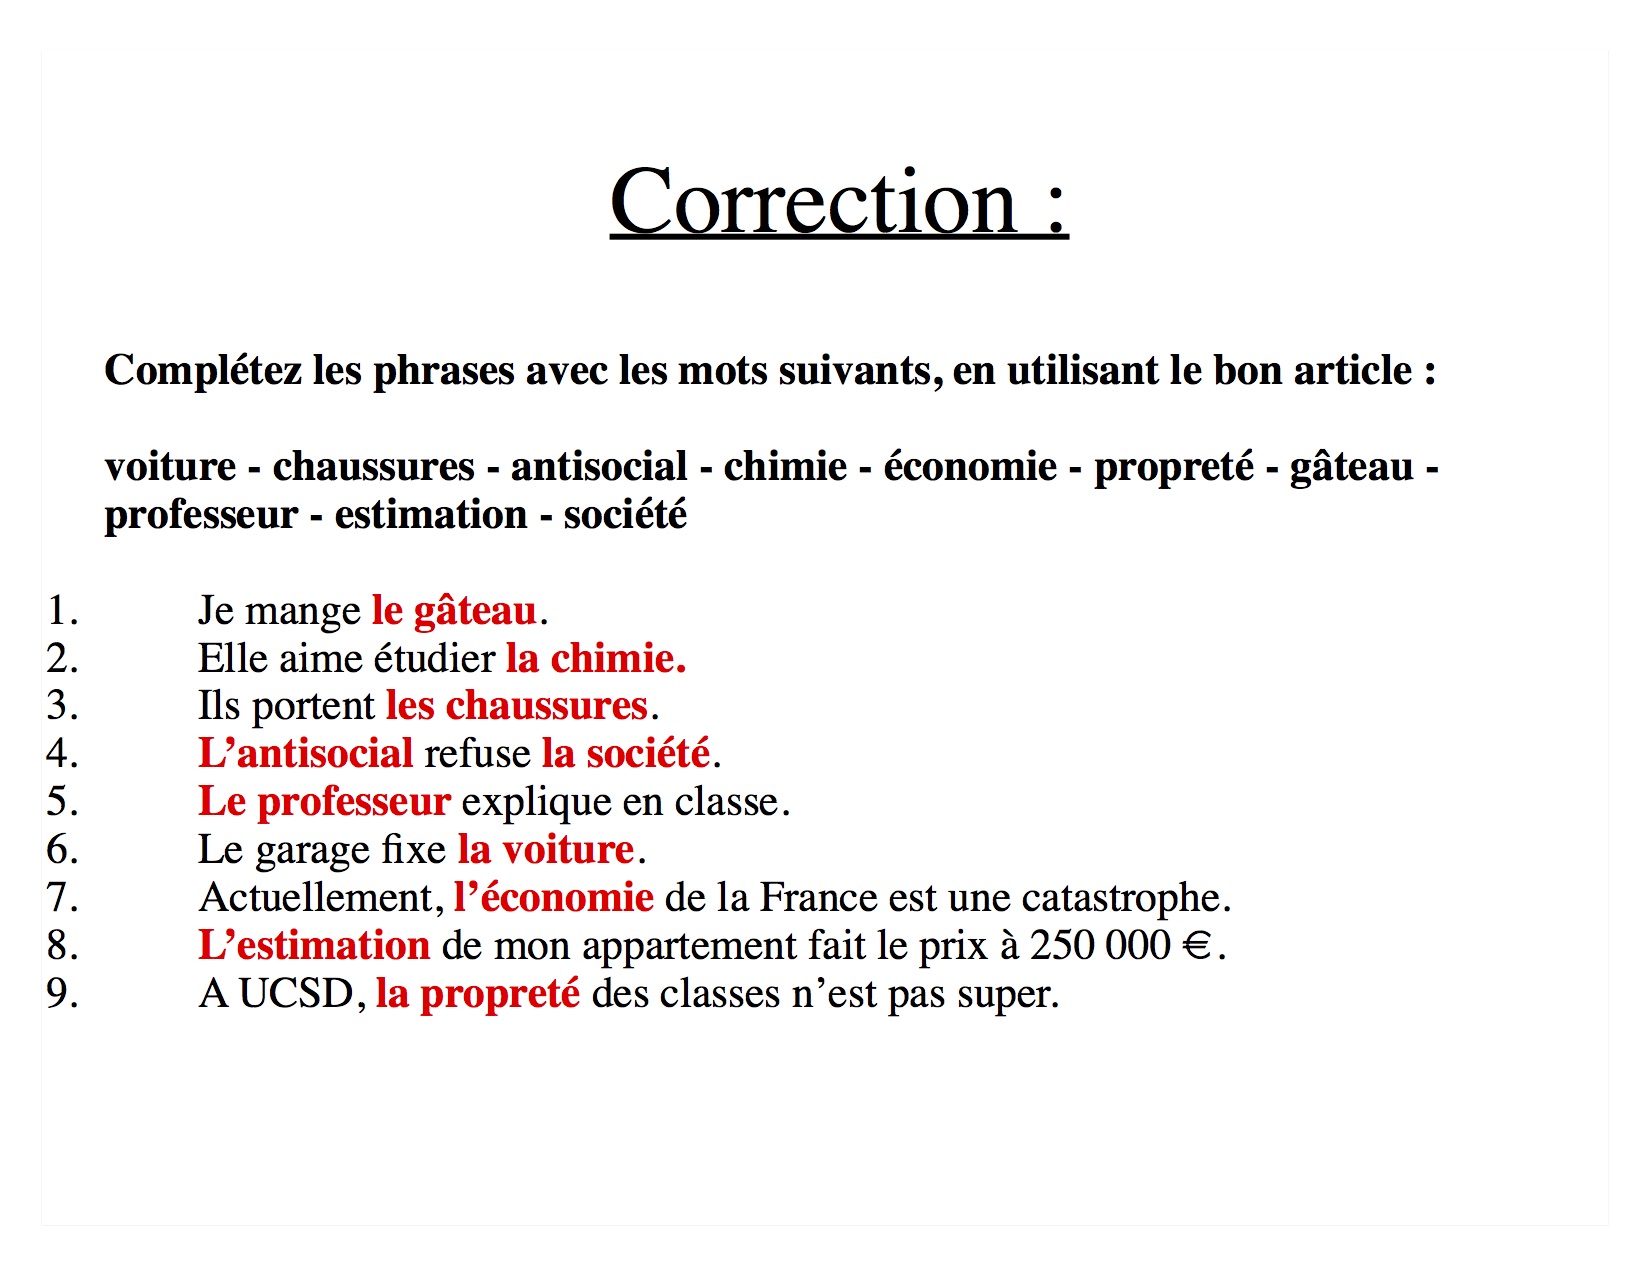 Correction :
Complétez les phrases avec les mots suivants, en utilisant le bon article :
voiture - chaussures - antisocial - chimie - économie - propreté - gâteau -
professeur - estimation - société
1. Je mange le gâteau.
2. Elle aime étudier la chimie.
3. Ils portent les chaussures.
4. L’antisocial refuse la société.
5. Le professeur explique en classe.
6. Le garage fixe la voiture.
7. Actuellement, l’économie de la France est une catastrophe.
8. L’estimation de mon appartement fait le prix à 250 000 €.
9. A UCSD, la propreté des classes n’est pas super.